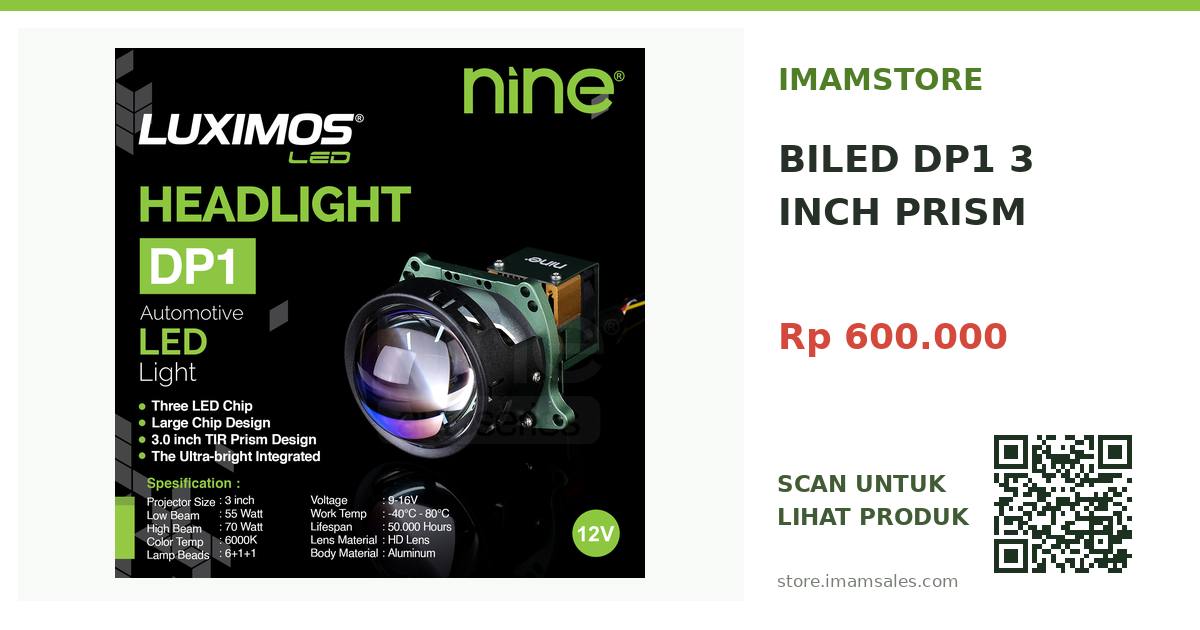 nine®
LUXIMOS®
LED
HEADLIGHT
DP1
Automotive
LED
Light
Three LED Chip
Large Chip Design
3.0 inch TIR Prism Design
The Ultra-bright Integrated
Spesification :
Projector Size : 3 inch
Low Beam : 55 Watt
High Beam : 70 Watt
Color Temp : 6000K
Lamp Beads : 6+1+1
Voltage : 9-16V
Work Temp : -40°C - 80°C
Lifespan : 50.000 Hours
Lens Material : HD Lens
Body Material : Aluminum
12V
nine
IMAMSTORE
BILED DP1 3
INCH PRISM
Rp 600.000
SCAN UNTUK
LIHAT PRODUK
store.imamsales.com